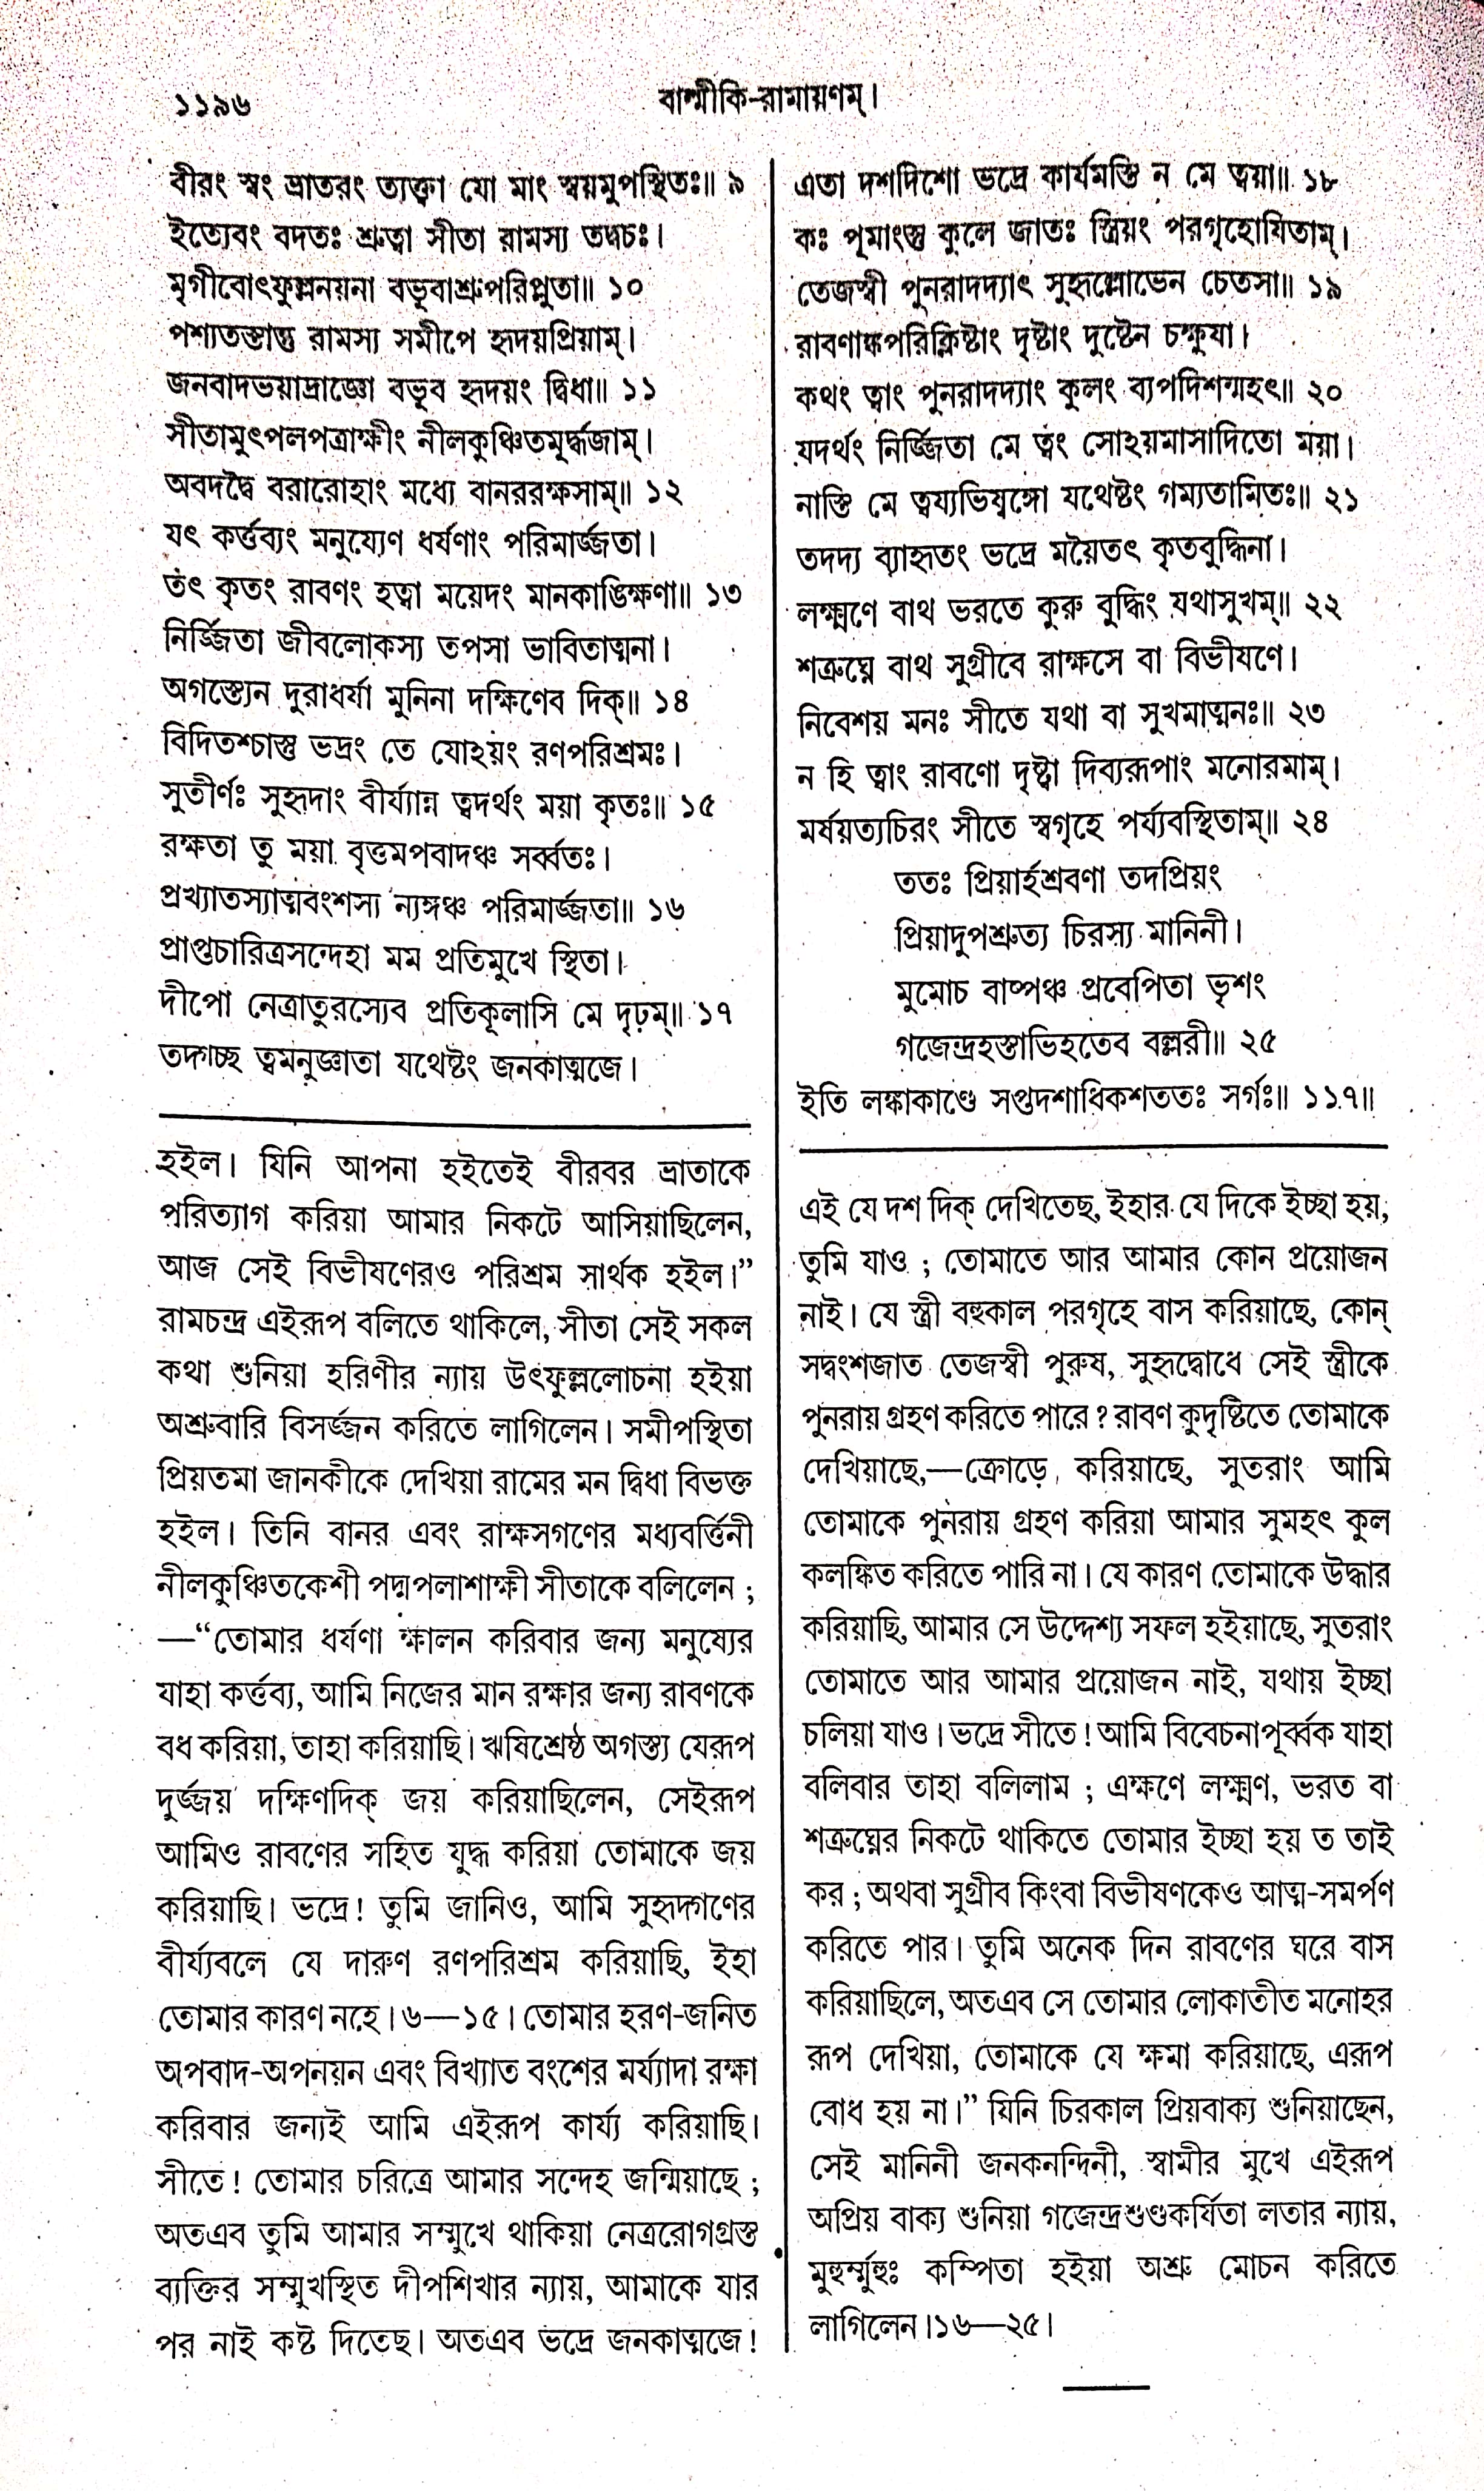 ১১৯৬
বাল্মীকি-রামায়ণম্।
বীরং স্বং ভ্রাতরং ত্যক্ত্বা যো মাং স্বয়মুপস্থিতঃ॥ ৯
ইত্যেবং বদতঃ শ্রুত্বা সীতা রামস্য তদ্বচঃ।
মৃগীবোৎফুল্লনয়না বভূবাশ্রুপরিপ্লুতা॥ ১০
পশ্যতস্তান্তু রামস্য সমীপে হৃদয়প্রিয়াম্।
জনবাদভয়াদ্রাজ্ঞো বভূব হৃদয়ং দ্বিধা॥ ১১
সীতামুৎপলপত্রাক্ষীং নীলকুঞ্চিতমূর্দ্ধজাম্।
অবদদ্বৈ বরারোহাং মধ্যে বানররক্ষসাম্॥ ১২
যৎ কর্ত্তব্যং মনুষ্যেণ ধর্ষণাং পরিমার্জ্জতা।
তৎ কৃতং রাবণং হত্বা ময়েদং মানকাঙিক্ষণা॥ ১৩
নির্জ্জিতা জীবলোকস্য তপসা ভাবিতাত্মনা।
অগস্ত্যেন দুরাধর্ষা মুনিনা দক্ষিণেব দিক্॥ ১৪
বিদিতশ্চাস্তু ভদ্রং তে যোঽয়ং রণপরিশ্রমঃ।
সুতীর্ণঃ সুহৃদাং বীর্য্যান্ন ত্বদর্থং ময়া কৃতঃ॥ ১৫
রক্ষতা তু ময়া বৃত্তমপবাদঞ্চ সর্ব্বতঃ।
প্রখ্যাতস্যাত্মবংশস্য ন্যঙ্গঞ্চ পরিমার্জ্জতা॥ ১৬
প্রাপ্তচারিত্রসন্দেহা মম প্রতিমুখে স্থিতা।
দীপো নেত্রাতুরস্যেব প্রতিকূলাসি মে দৃঢ়ম্॥ ১৭
তদ্গচ্ছ ত্বমনুজ্ঞাতা যথেষ্টং জনকাত্মজে।
হইল। যিনি আপনা হইতেই বীরবর ভ্রাতাকে
পরিত্যাগ করিয়া আমার নিকটে আসিয়াছিলেন,
আজ সেই বিভীষণেরও পরিশ্রম সার্থক হইল।”
রামচন্দ্র এইরূপ বলিতে থাকিলে, সীতা সেই সকল
কথা শুনিয়া হরিণীর ন্যায় উৎফুল্ললোচনা হইয়া
অশ্রুবারি বিসর্জ্জন করিতে লাগিলেন। সমীপস্থিতা
প্রিয়তমা জানকীকে দেখিয়া রামের মন দ্বিধা বিভক্ত
হইল। তিনি বানর এবং রাক্ষসগণের মধ্যবর্ত্তিনী
নীলকুঞ্চিতকেশী পদ্মপলাশাক্ষী সীতাকে বলিলেন ;
—“তোমার ধর্ষণা ক্ষালন করিবার জন্য মনুষ্যের
যাহা কর্ত্তব্য, আমি নিজের মান রক্ষার জন্য রাবণকে
বধ করিয়া, তাহা করিয়াছি। ঋষিশ্রেষ্ঠ অগস্ত্য যেরূপ
দুর্জ্জয় দক্ষিণদিক্ জয় করিয়াছিলেন, সেইরূপ
আমিও রাবণের সহিত যুদ্ধ করিয়া তোমাকে জয়
করিয়াছি। ভদ্রে! তুমি জানিও, আমি সুহৃদ্গণের
বীর্য্যবলে যে দারুণ রণপরিশ্রম করিয়াছি, ইহা
তোমার কারণ নহে। ৬—১৫। তোমার হরণ-জনিত
অপবাদ-অপনয়ন এবং বিখ্যাত বংশের মর্য্যাদা রক্ষা
করিবার জন্যই আমি এইরূপ কার্য্য করিয়াছি।
সীতে! তোমার চরিত্রে আমার সন্দেহ জন্মিয়াছে ;
অতএব তুমি আমার সম্মুখে থাকিয়া নেত্ররোগগ্রস্ত
ব্যক্তির সম্মুখস্থিত দীপশিখার ন্যায়, আমাকে যার
পর নাই কষ্ট দিতেছ। অতএব ভদ্রে জনকাত্মজে!
এতা দশদিশো ভদ্রে কার্যমস্তি ন মে ত্বয়া॥ ১৮
কঃ পূমাংস্তু কুলে জাতঃ স্ত্রিয়ং পরগৃহোষিতাম্।
তেজস্বী পুনরাদদ্যাৎ সুহৃল্লোভেন চেতসা॥ ১৯
রাবণাঙ্কপরিক্লিষ্টাং দৃষ্টাং দুষ্টেন চক্ষুষা।
কথং ত্বাং পুনরাদদ্যাং কুলং ব্যপদিশন্মহৎ॥ ২০
যদর্থং নির্জ্জিতা মে ত্বং সোঽয়মাসাদিতো ময়া।
নাস্তি মে ত্বয্যভিষ্বঙ্গো যথেষ্টং গম্যতামিতঃ॥ ২১
তদদ্য ব্যাহৃতং ভদ্রে ময়ৈতৎ কৃতবুদ্ধিনা।
লক্ষ্মণে বাথ ভরতে কুরু বুদ্ধিং যথাসুখম্॥ ২২
শত্রুঘ্নে বাথ সুগ্রীবে রাক্ষসে বা বিভীষণে।
নিবেশয় মনঃ সীতে যথা বা সুখমাত্মনঃ॥ ২৩
ন হি ত্বাং রাবণো দৃষ্ট্বা দিব্যরূপাং মনোরমাম্।
মর্ষয়ত্যচিরং সীতে স্বগৃহে পর্য্যবস্থিতাম্॥ ২৪
ততঃ প্রিয়ার্হশ্রবণা তদপ্রিয়ং
প্রিয়াদুপশ্রুত্য চিরস্য মানিনী।
মুমোচ বাষ্পঞ্চ প্রবেপিতা ভৃশং
গজেন্দ্রহস্তাভিহতেব বল্লরী॥ ২৫
ইতি লঙ্কাকাণ্ডে সপ্তদশাধিকশততঃ সর্গঃ॥ ১১৭॥
এই যে দশ দিক্ দেখিতেছ, ইহার যে দিকে ইচ্ছা হয়,
তুমি যাও ; তোমাতে আর আমার কোন প্রয়োজন
নাই। যে স্ত্রী বহুকাল পরগৃহে বাস করিয়াছে, কোন্
সদ্বংশজাত তেজস্বী পুরুষ, সুহৃদ্বোধে সেই স্ত্রীকে
পুনরায় গ্রহণ করিতে পারে ? রাবণ কুদৃষ্টিতে তোমাকে
দেখিয়াছে,—ক্রোড়ে করিয়াছে, সুতরাং আমি
তোমাকে পুনরায় গ্রহণ করিয়া আমার সুমহৎ কুল
কলঙ্কিত করিতে পারি না। যে কারণ তোমাকে উদ্ধার
করিয়াছি, আমার সে উদ্দেশ্য সফল হইয়াছে, সুতরাং
তোমাতে আর আমার প্রয়োজন নাই, যথায় ইচ্ছা
চলিয়া যাও। ভদ্রে সীতে! আমি বিবেচনাপূর্ব্বক যাহা
বলিবার তাহা বলিলাম ; এক্ষণে লক্ষ্মণ, ভরত বা
শত্রুঘ্নের নিকটে থাকিতে তোমার ইচ্ছা হয় ত তাই
কর ; অথবা সুগ্রীব কিংবা বিভীষণকেও আত্ম-সমর্পণ
করিতে পার। তুমি অনেক দিন রাবণের ঘরে বাস
করিয়াছিলে, অতএব সে তোমার লোকাতীত মনোহর
রূপ দেখিয়া, তোমাকে যে ক্ষমা করিয়াছে, এরূপ
বোধ হয় না।” যিনি চিরকাল প্রিয়বাক্য শুনিয়াছেন,
সেই মানিনী জনকনন্দিনী, স্বামীর মুখে এইরূপ
অপ্রিয় বাক্য শুনিয়া গজেন্দ্রশুণ্ডকর্ষিতা লতার ন্যায়,
মুহুর্ম্মুহুঃ কম্পিতা হইয়া অশ্রু মোচন করিতে
লাগিলেন।১৬—২৫।